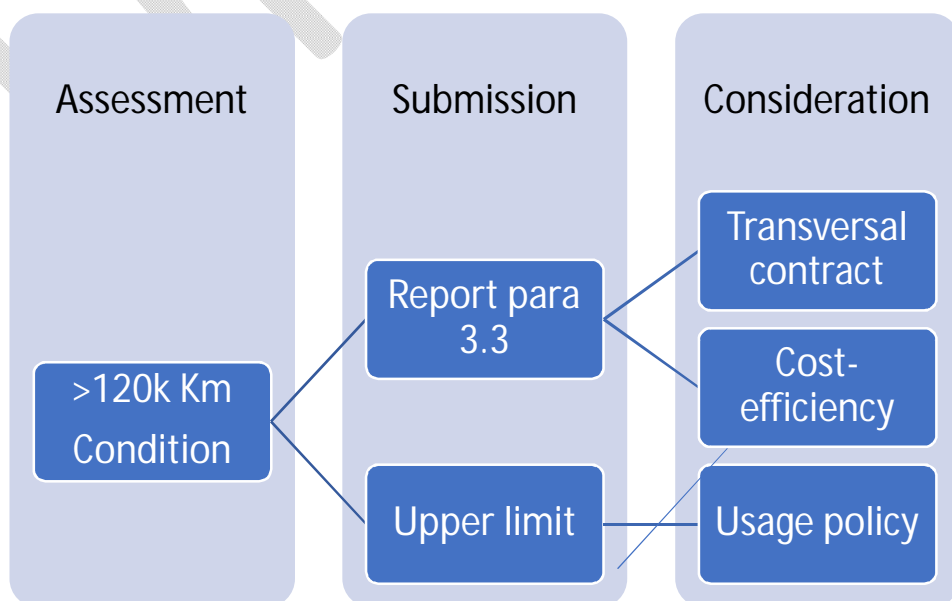 Assessment
Submission
Consideration
>120k Km
Condition
Report para
3.3
Upper limit
Transversal
contract
Cost-
efficiency
Usage policy